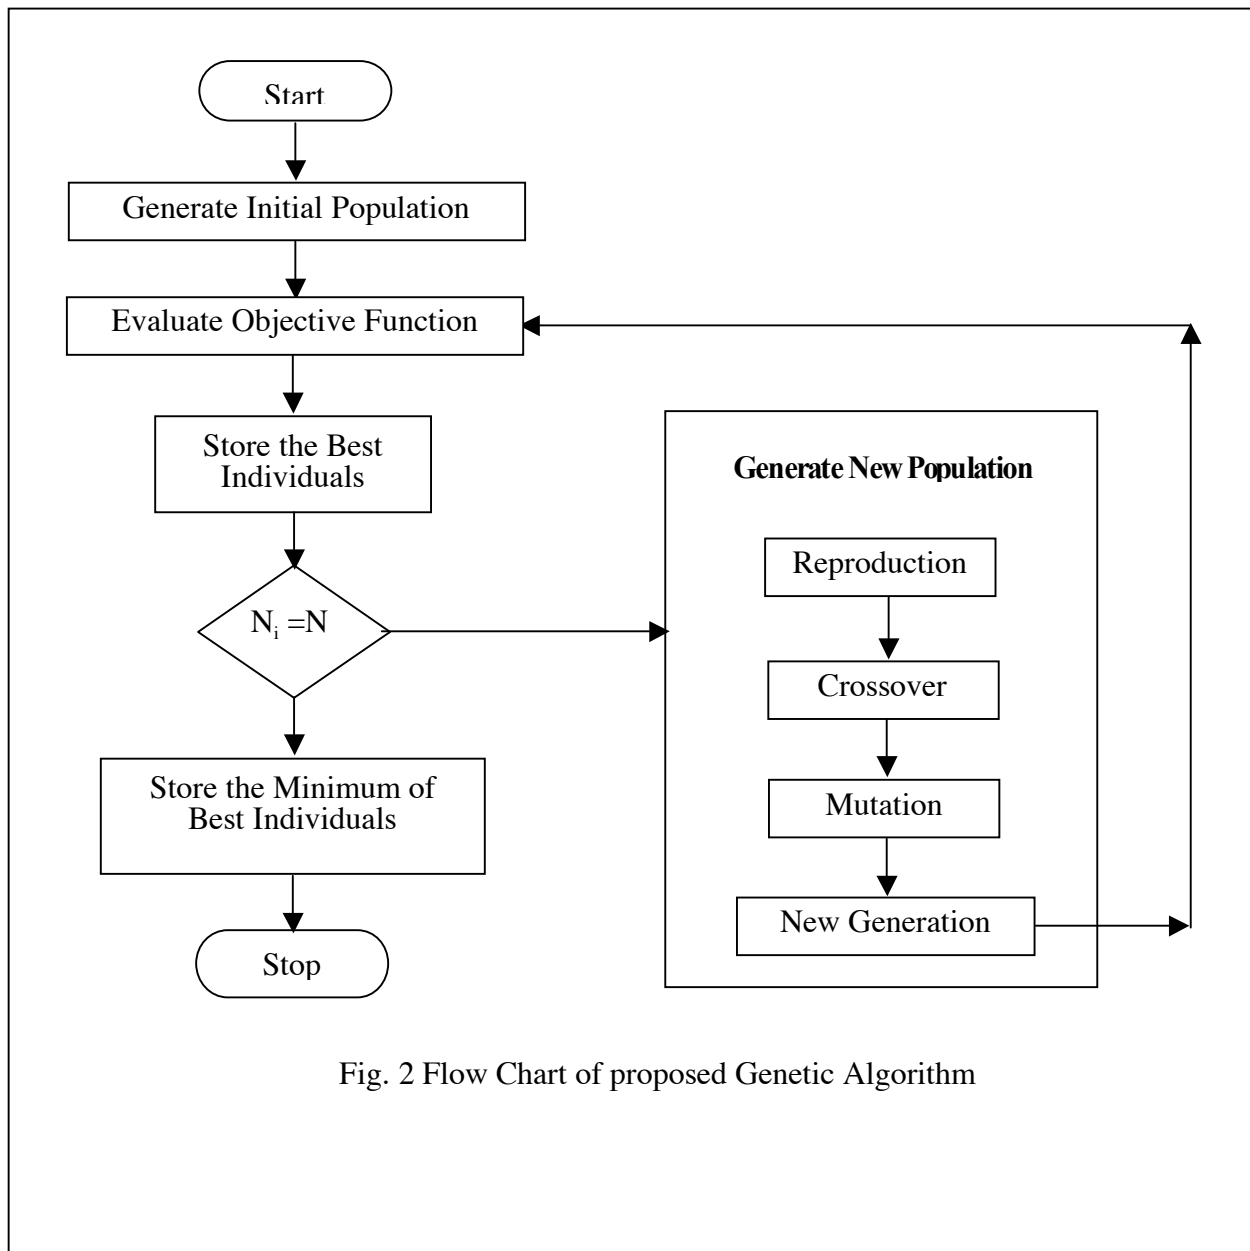 Start
Generate Initial Population
Evaluate Objective Function
Store the Best
Individuals
Nᵢ =N
Store the Minimum of
Best Individuals
Stop
Generate New Population
Reproduction
Crossover
Mutation
New Generation
Fig. 2 Flow Chart of proposed Genetic Algorithm